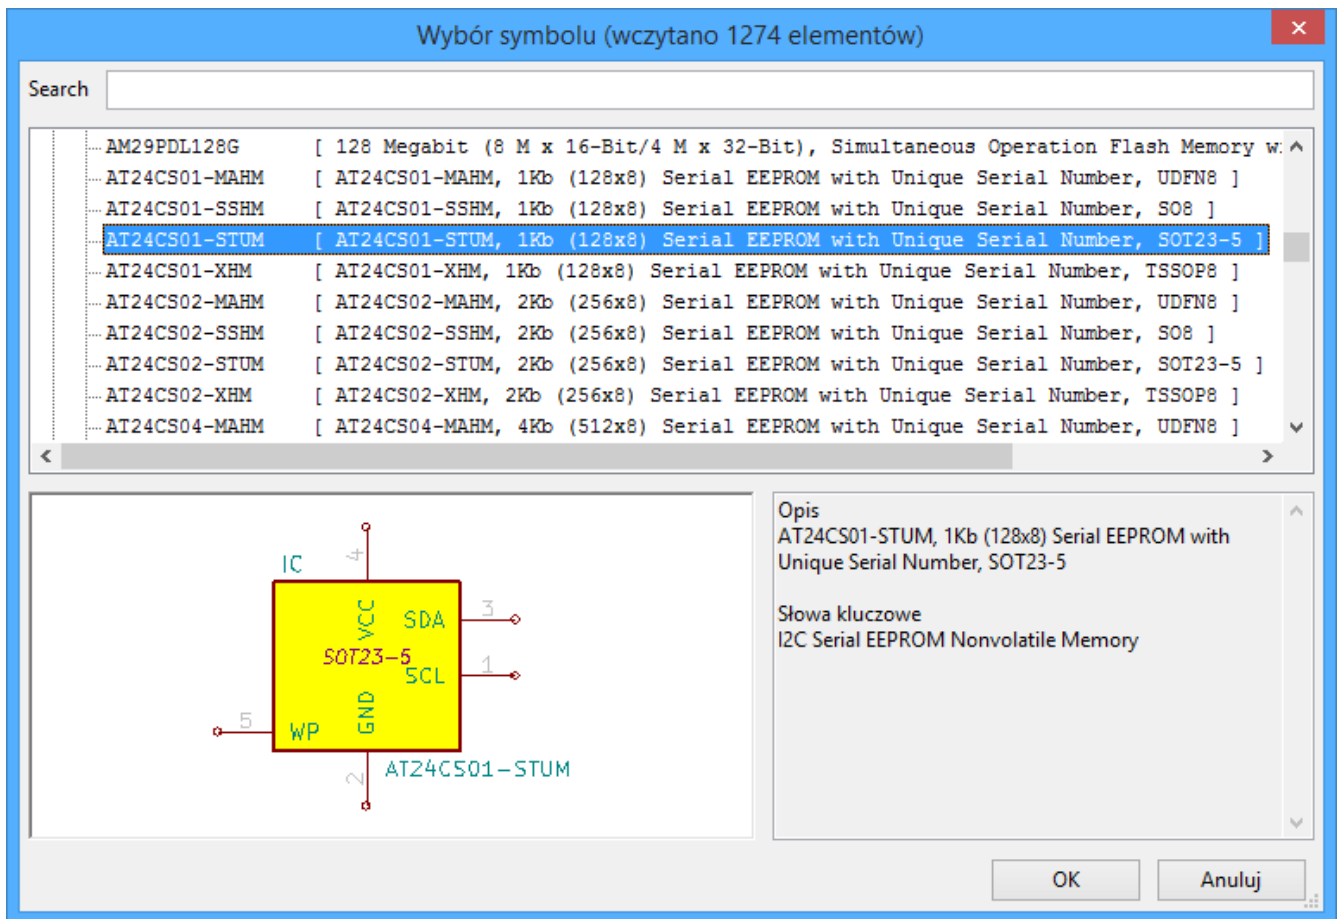 Wybór symbolu (wczytano 1274 elementów)
Search
AM29PDL128G [ 128 Megabit (8 M x 16-Bit/4 M x 32-Bit), Simultaneous Operation Flash Memory
AT24CS01-MAHM [ AT24CS01-MAHM, 1Kb (128x8) Serial EEPROM with Unique Serial Number, UDFN8 ]
AT24CS01-SSHM [ AT24CS01-SSHM, 1Kb (128x8) Serial EEPROM with Unique Serial Number, SO8 ]
AT24CS01-STUM [ AT24CS01-STUM, 1Kb (128x8) Serial EEPROM with Unique Serial Number, SOT23-5 ]
AT24CS01-XHM [ AT24CS01-XHM, 1Kb (128x8) Serial EEPROM with Unique Serial Number, TSSOP8 ]
AT24CS02-MAHM [ AT24CS02-MAHM, 2Kb (256x8) Serial EEPROM with Unique Serial Number, UDFN8 ]
AT24CS02-SSHM [ AT24CS02-SSHM, 2Kb (256x8) Serial EEPROM with Unique Serial Number, SO8 ]
AT24CS02-STUM [ AT24CS02-STUM, 2Kb (256x8) Serial EEPROM with Unique Serial Number, SOT23-5 ]
AT24CS02-XHM [ AT24CS02-XHM, 2Kb (256x8) Serial EEPROM with Unique Serial Number, TSSOP8 ]
AT24CS04-MAHM [ AT24CS04-MAHM, 4Kb (512x8) Serial EEPROM with Unique Serial Number, UDFN8 ]
IC
4
VCC
SDA
3
SOT23-5
SCL
1
5
WP
GND
2
AT24CS01-STUM
Opis
AT24CS01-STUM, 1Kb (128x8) Serial EEPROM with
Unique Serial Number, SOT23-5
Słowa kluczowe
I2C Serial EEPROM Nonvolatile Memory
OK
Anuluj